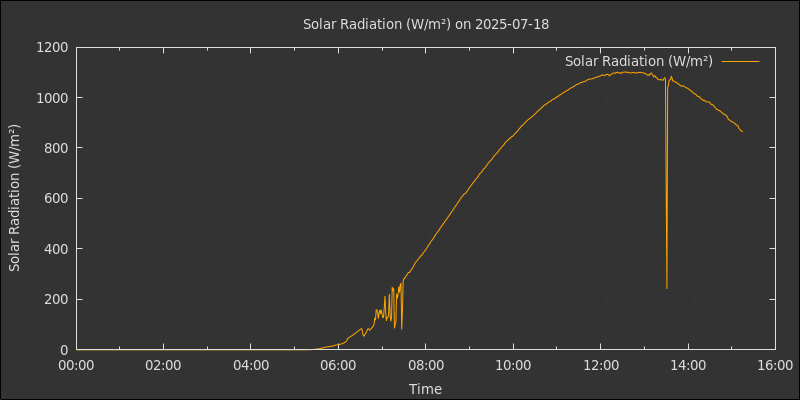 Solar Radiation (W/m²) on 2025-07-18
Solar Radiation (W/m²)
Solar Radiation (W/m²)
1200
1000
800
600
400
200
0
00:00 02:00 04:00 06:00 08:00 10:00 12:00 14:00 16:00
Time